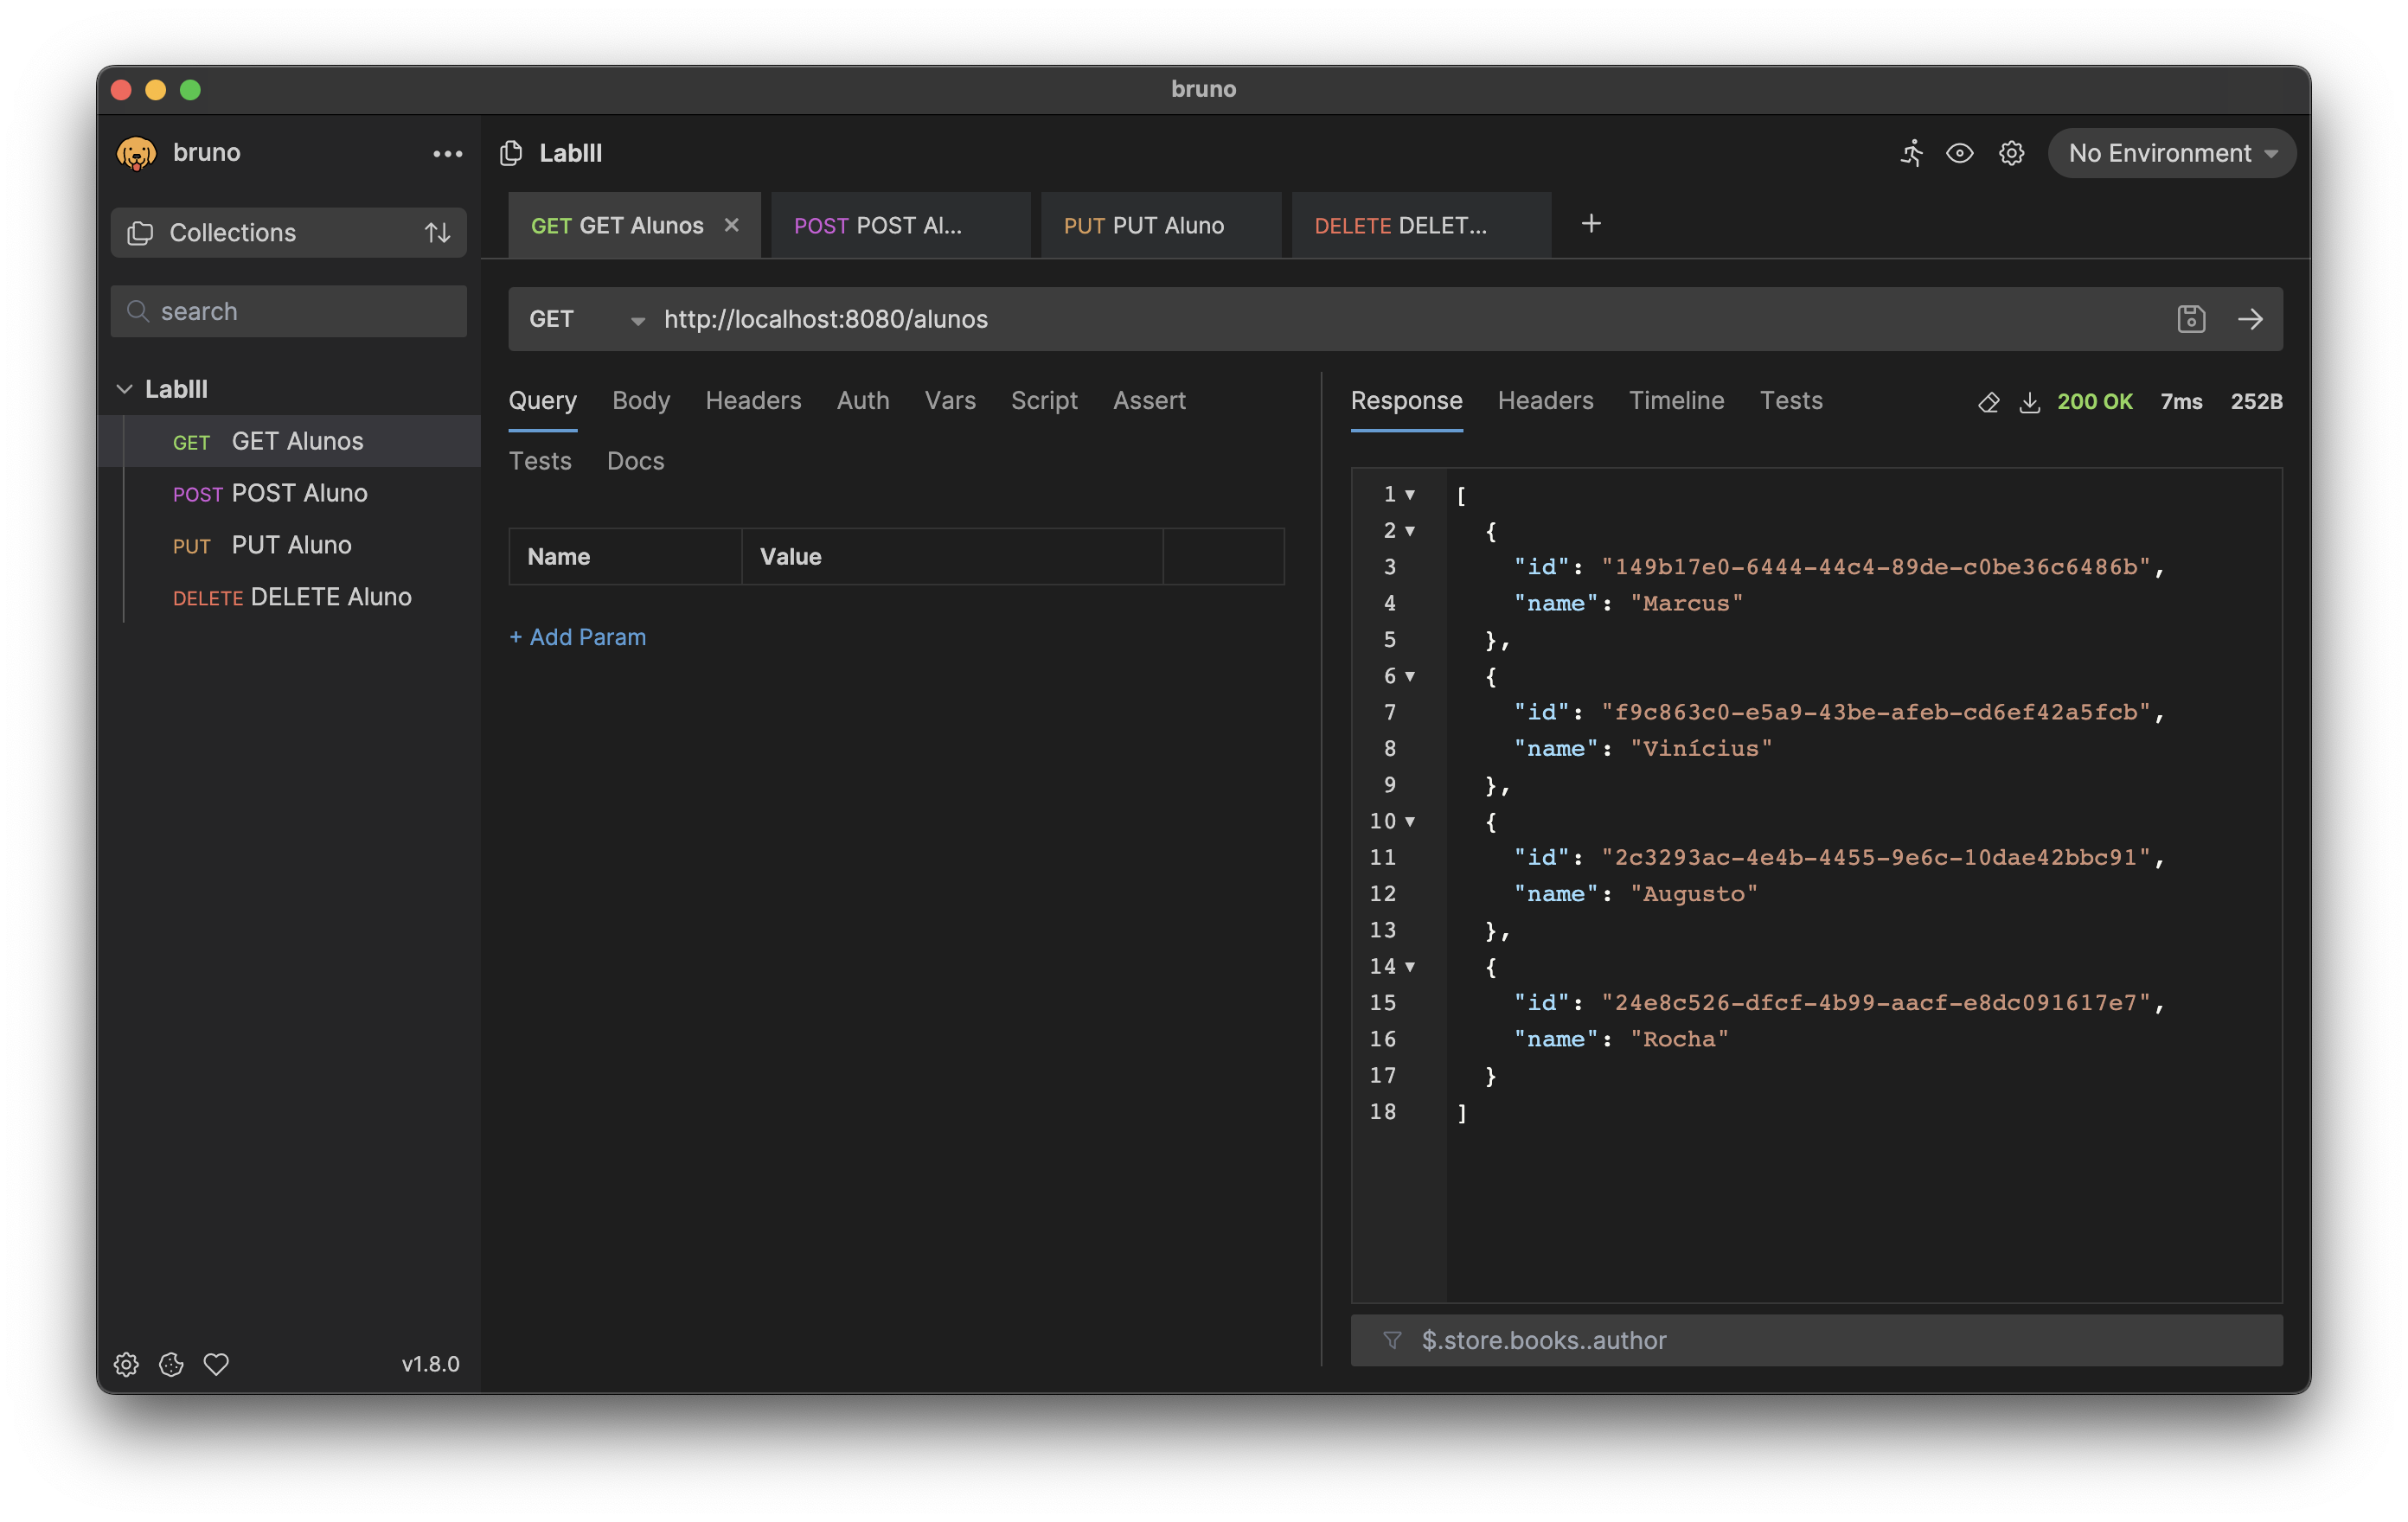 bruno
bruno
LabIII
No Environment
Collections
GET GET Alunos
POST POST Al...
PUT PUT Aluno
DELETE DELET...
search
GET
http://localhost:8080/alunos
LabIII
GET GET Alunos
POST POST Aluno
PUT PUT Aluno
DELETE DELETE Aluno
Query Body Headers Auth Vars Script Assert
Tests Docs
Name Value
+ Add Param
Response Headers Timeline Tests
200 OK 7ms 252B
1 [
2 {
3 "id": "149b17e0-6444-44c4-89de-c0be36c6486b",
4 "name": "Marcus"
5 },
6 {
7 "id": "f9c863c0-e5a9-43be-afeb-cd6ef42a5fcb",
8 "name": "Vinícius"
9 },
10 {
11 "id": "2c3293ac-4e4b-4455-9e6c-10dae42bbc91",
12 "name": "Augusto"
13 },
14 {
15 "id": "24e8c526-dfcf-4b99-aacf-e8dc091617e7",
16 "name": "Rocha"
17 }
18 ]
$.store.books..author
v1.8.0